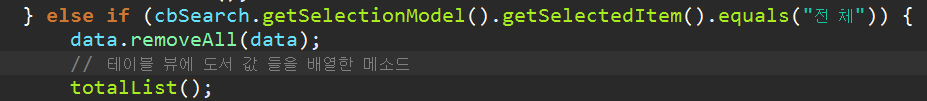 } else if (cbSearch.getSelectionModel().getSelectedItem().equals("전 체")) {
data.removeAll(data);
// 테이블 뷰에 도서 값 들을 배열한 메소드
totalList();